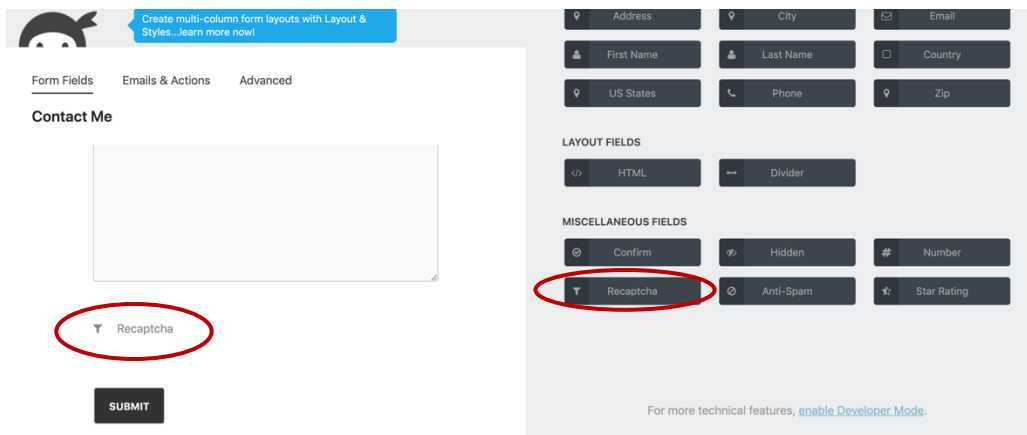 Create multi-column form layouts with Layout &
Styles...learn more now!
Form Fields Emails & Actions Advanced
Contact Me
Recaptcha
SUBMIT
Address City Email
First Name Last Name Country
US States Phone Zip
LAYOUT FIELDS
HTML Divider
MISCELLANEOUS FIELDS
Confirm Hidden Number
Recaptcha Anti-Spam Star Rating
For more technical features, enable Developer Mode.